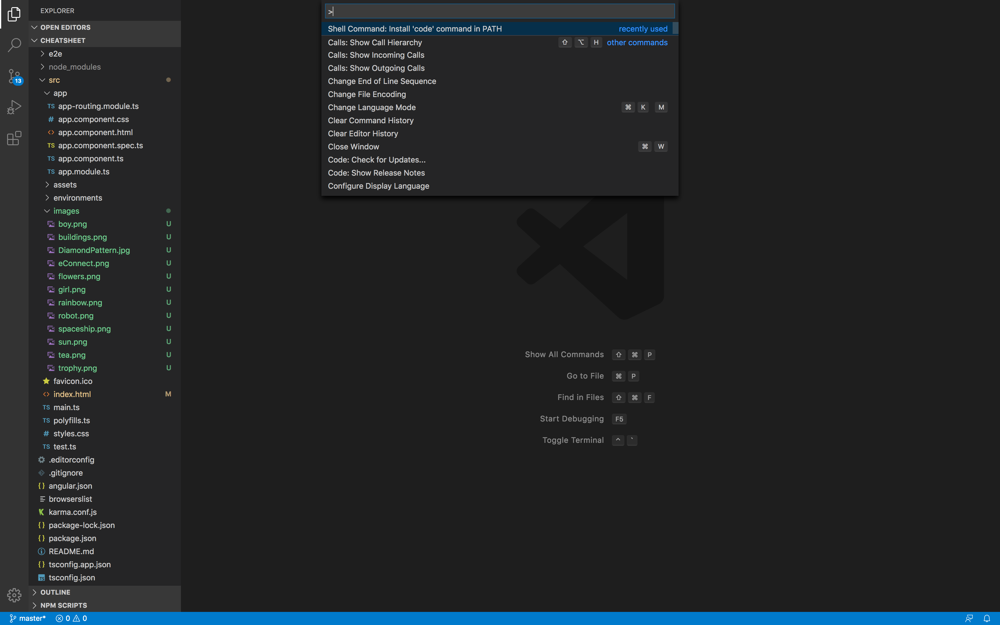 EXPLORER
OPEN EDITORS
CHEATSHEET
e2e
node_modules
src
app
TS app-routing.module.ts
# app.component.css
<> app.component.html
TS app.component.spec.ts
TS app.component.ts
TS app.module.ts
assets
environments
images
boy.png U
buildings.png U
DiamondPattern.jpg U
eConnect.png U
flowers.png U
girl.png U
rainbow.png U
robot.png U
spaceship.png U
sun.png U
tea.png U
trophy.png U
favicon.ico
<> index.html M
TS main.ts
TS polyfills.ts
# styles.css
TS test.ts
.editorconfig
.gitignore
{} angular.json
browserslist
karma.conf.js
{} package-lock.json
{} package.json
README.md
{} tsconfig.app.json
TS tsconfig.json
OUTLINE
NPM SCRIPTS
13
>
Shell Command: Install 'code' command in PATH recently used
Calls: Show Call Hierarchy ⇧ ⌥ H other commands
Calls: Show Incoming Calls
Calls: Show Outgoing Calls
Change End of Line Sequence
Change File Encoding
Change Language Mode ⌘ K M
Clear Command History
Clear Editor History
Close Window ⌘ W
Code: Check for Updates...
Code: Show Release Notes
Configure Display Language
Show All Commands ⇧ ⌘ P
Go to File ⌘ P
Find in Files ⇧ ⌘ F
Start Debugging F5
Toggle Terminal ^ `
master* 0 0